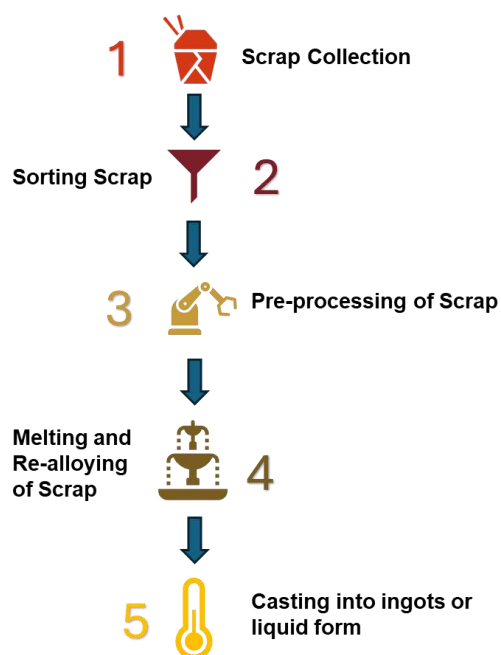 1
Scrap Collection
Sorting Scrap
2
3
Pre-processing of Scrap
Melting and
Re-alloying
of Scrap
4
5
Casting into ingots or
liquid form